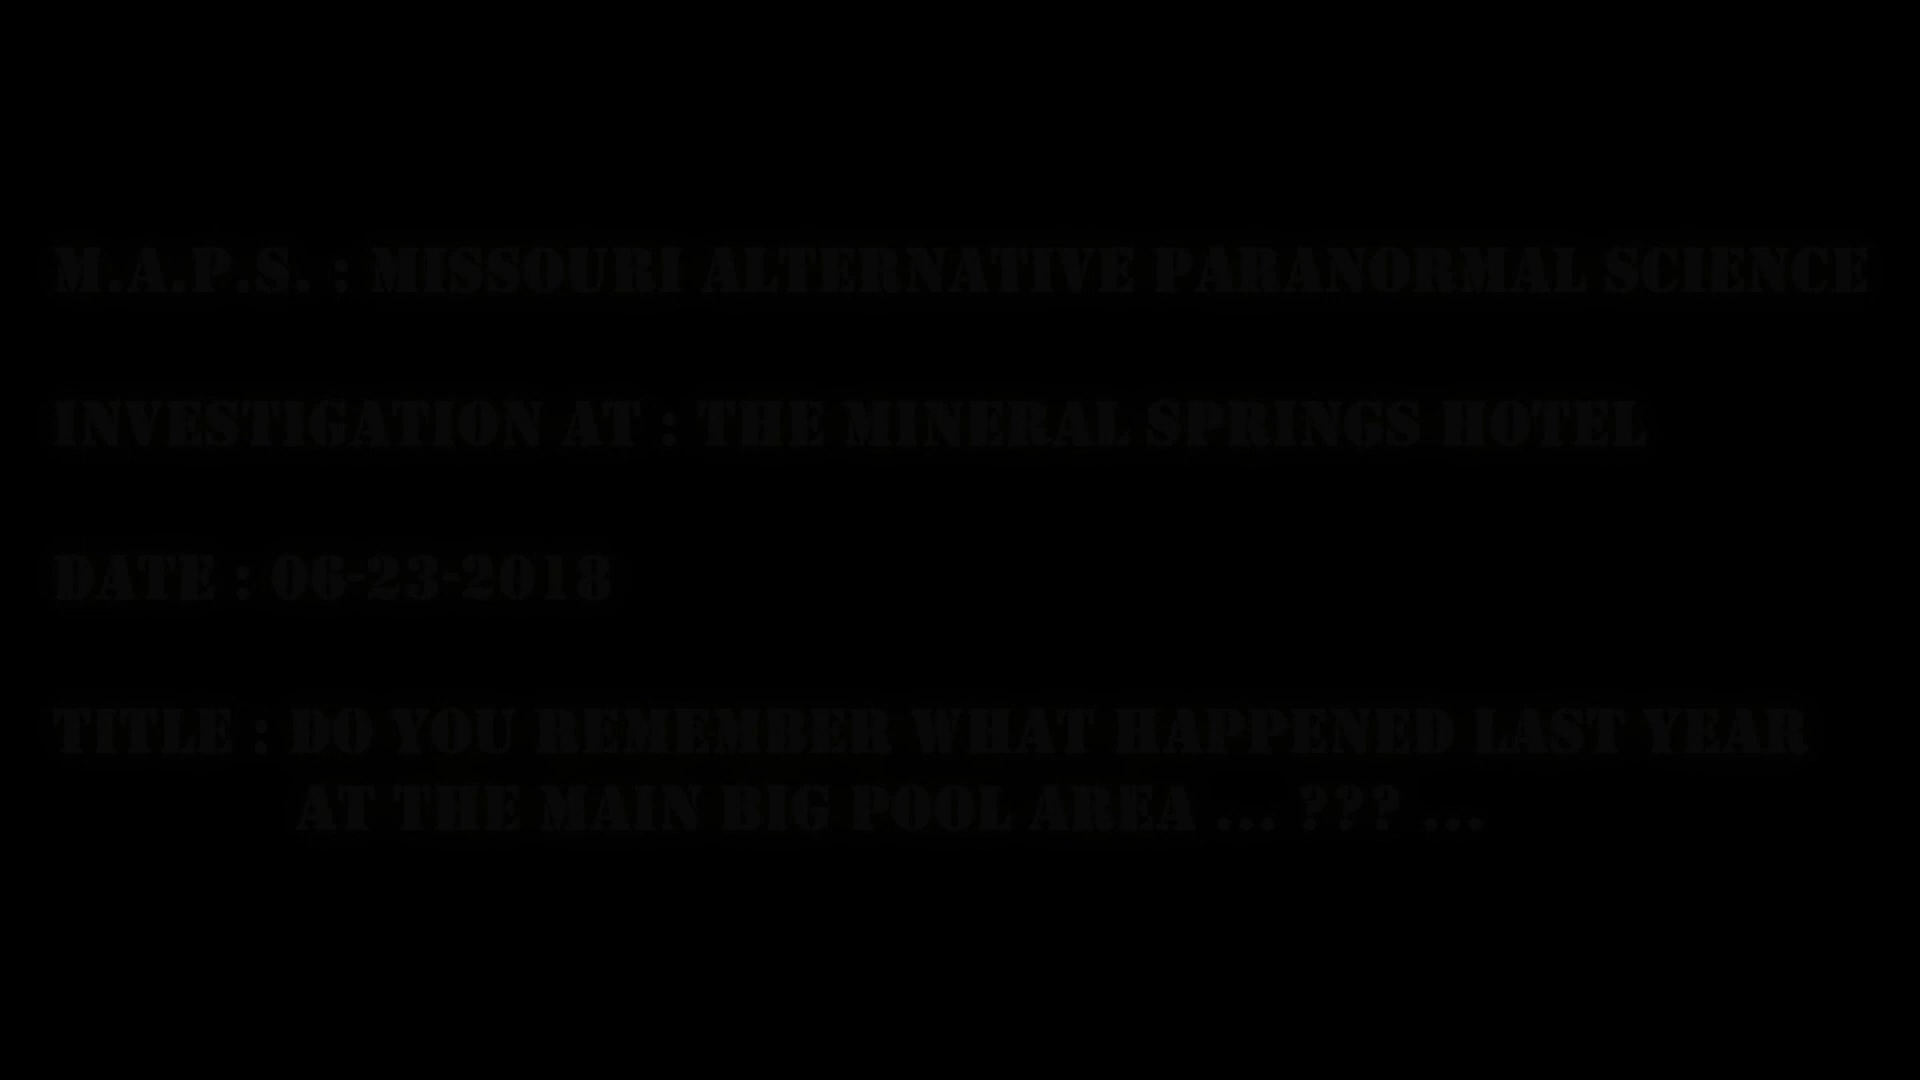 M.A.P.S. : MISSOURI ALTERNATIVE PARANORMAL SCIENCE
INVESTIGATION AT : THE MINERAL SPRINGS HOTEL
DATE : 06-23-2018
TITLE : DO YOU REMEMBER WHAT HAPPENED LAST YEAR
AT THE MAIN BIG POOL AREA ... ??? ...